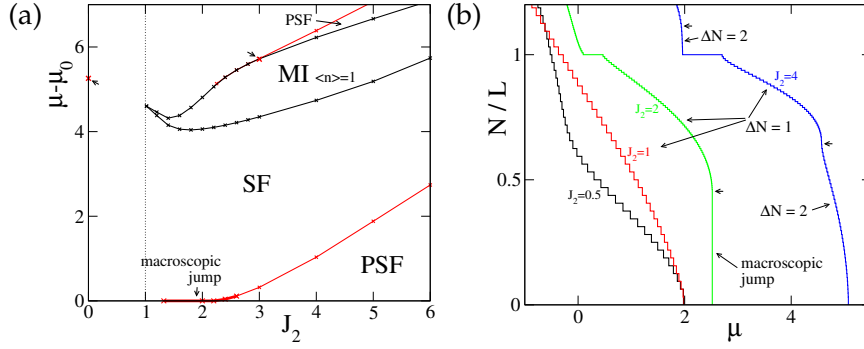 (a)
μ-μ₀
6
4
2
0
PSF
MI <n>=1
SF
macroscopic
jump
PSF
0 1 2 3 4 5 6
J₂
(b)
N / L
1
0.5
0
ΔN = 2
J₂=4
J₂=2
ΔN = 1
J₂=1
J₂=0.5
ΔN = 2
macroscopic
jump
0 2 4
μ